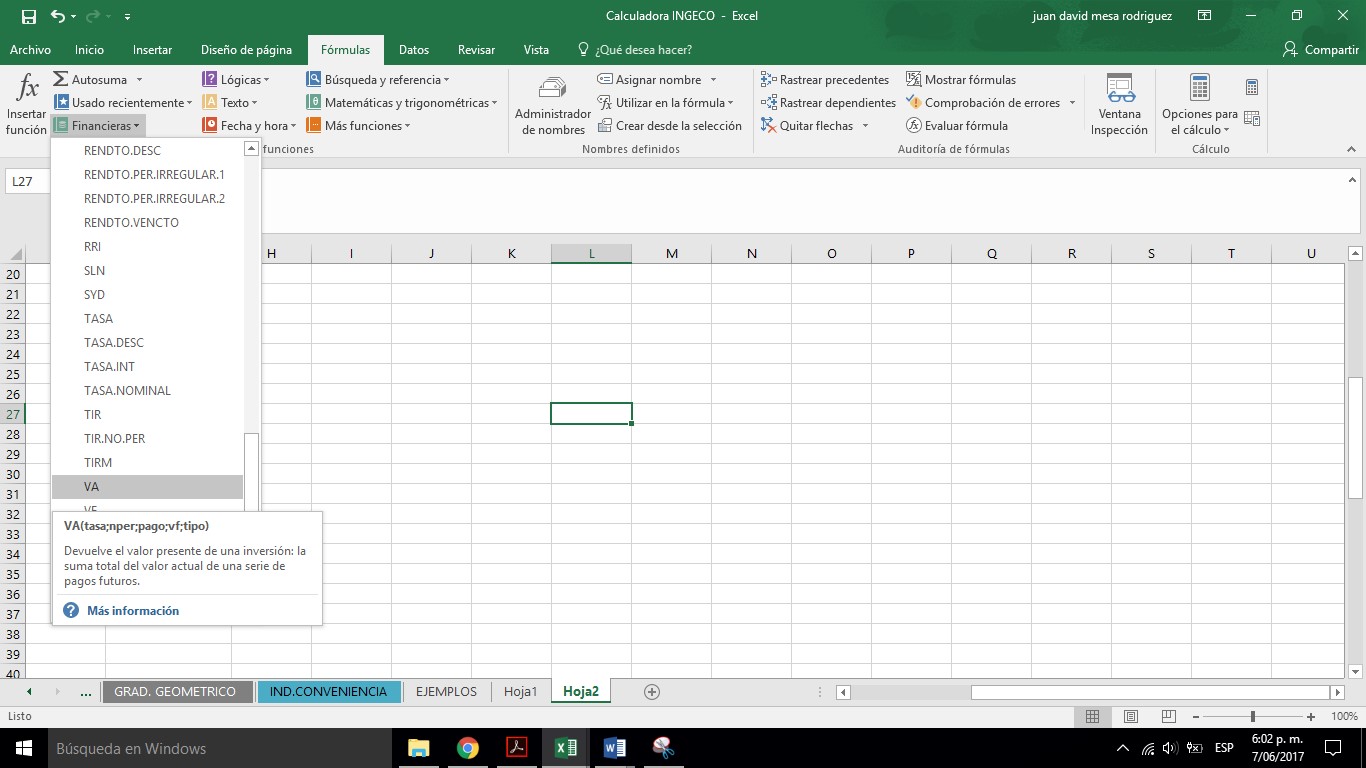 Calculadora INGECO - Excel
juan david mesa rodriguez
Archivo Inicio Insertar Diseño de página Fórmulas Datos Revisar Vista ¿Qué desea hacer? Compartir
fx Insertar función
Autosuma
Usado recientemente
Financieras
Lógicas
Texto
Fecha y hora
Búsqueda y referencia
Matemáticas y trigonométricas
Más funciones
funciones
Administrador de nombres
Asignar nombre
Utilizar en la fórmula
Crear desde la selección
Nombres definidos
Rastrear precedentes
Rastrear dependientes
Quitar flechas
Mostrar fórmulas
Comprobación de errores
Evaluar fórmula
Auditoría de fórmulas
Ventana Inspección
Opciones para el cálculo
Cálculo
L27
RENDTO.DESC
RENDTO.PER.IRREGULAR.1
RENDTO.PER.IRREGULAR.2
RENDTO.VENCTO
RRI
SLN
SYD
TASA
TASA.DESC
TASA.INT
TASA.NOMINAL
TIR
TIR.NO.PER
TIRM
VA
VF
VA(tasa;nper;pago;vf;tipo)
Devuelve el valor presente de una inversión: la
suma total del valor actual de una serie de
pagos futuros.
Más información
H I J K L M N O P Q R S T U
20
21
22
23
24
25
26
27
28
29
30
31
32
33
34
35
36
37
38
39
40
... GRAD. GEOMETRICO IND.CONVENIENCIA EJEMPLOS Hoja1 Hoja2
Listo
100%
Búsqueda en Windows
ESP
6:02 p. m.
7/06/2017